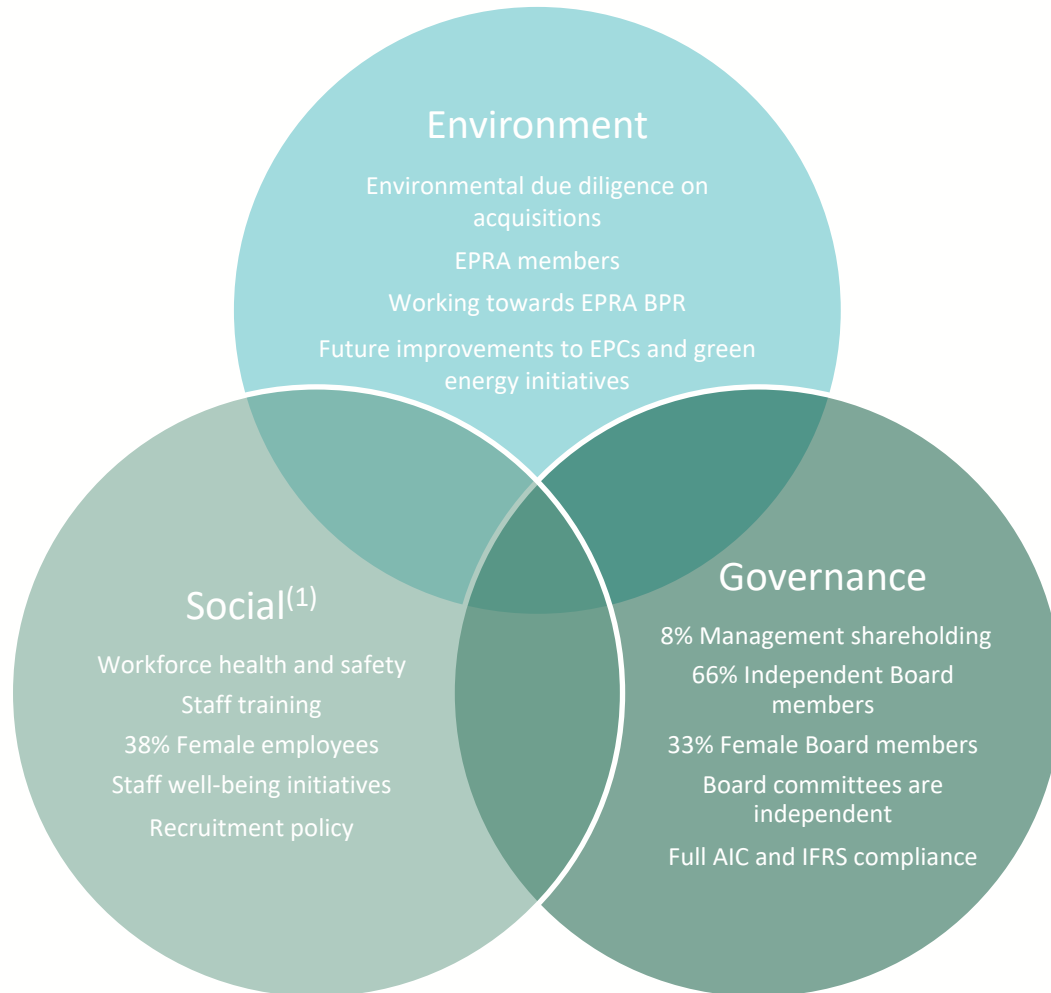 Environment
Environmental due diligence on
acquisitions
EPRA members
Working towards EPRA BPR
Future improvements to EPCs and green
energy initiatives
Social(1)
Workforce health and safety
Staff training
38% Female employees
Staff well-being initiatives
Recruitment policy
Governance
8% Management shareholding
66% Independent Board
members
33% Female Board members
Board committees are
independent
Full AIC and IFRS compliance